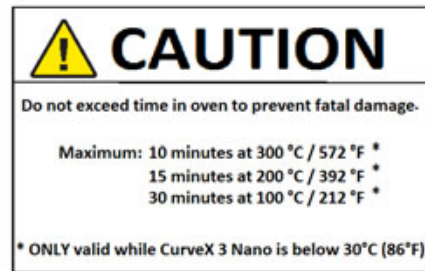 CAUTION
Do not exceed time in oven to prevent fatal damage.
Maximum: 10 minutes at 300 °C / 572 °F *
15 minutes at 200 °C / 392 °F *
30 minutes at 100 °C / 212 °F *
* ONLY valid while CurveX 3 Nano is below 30°C (86°F)